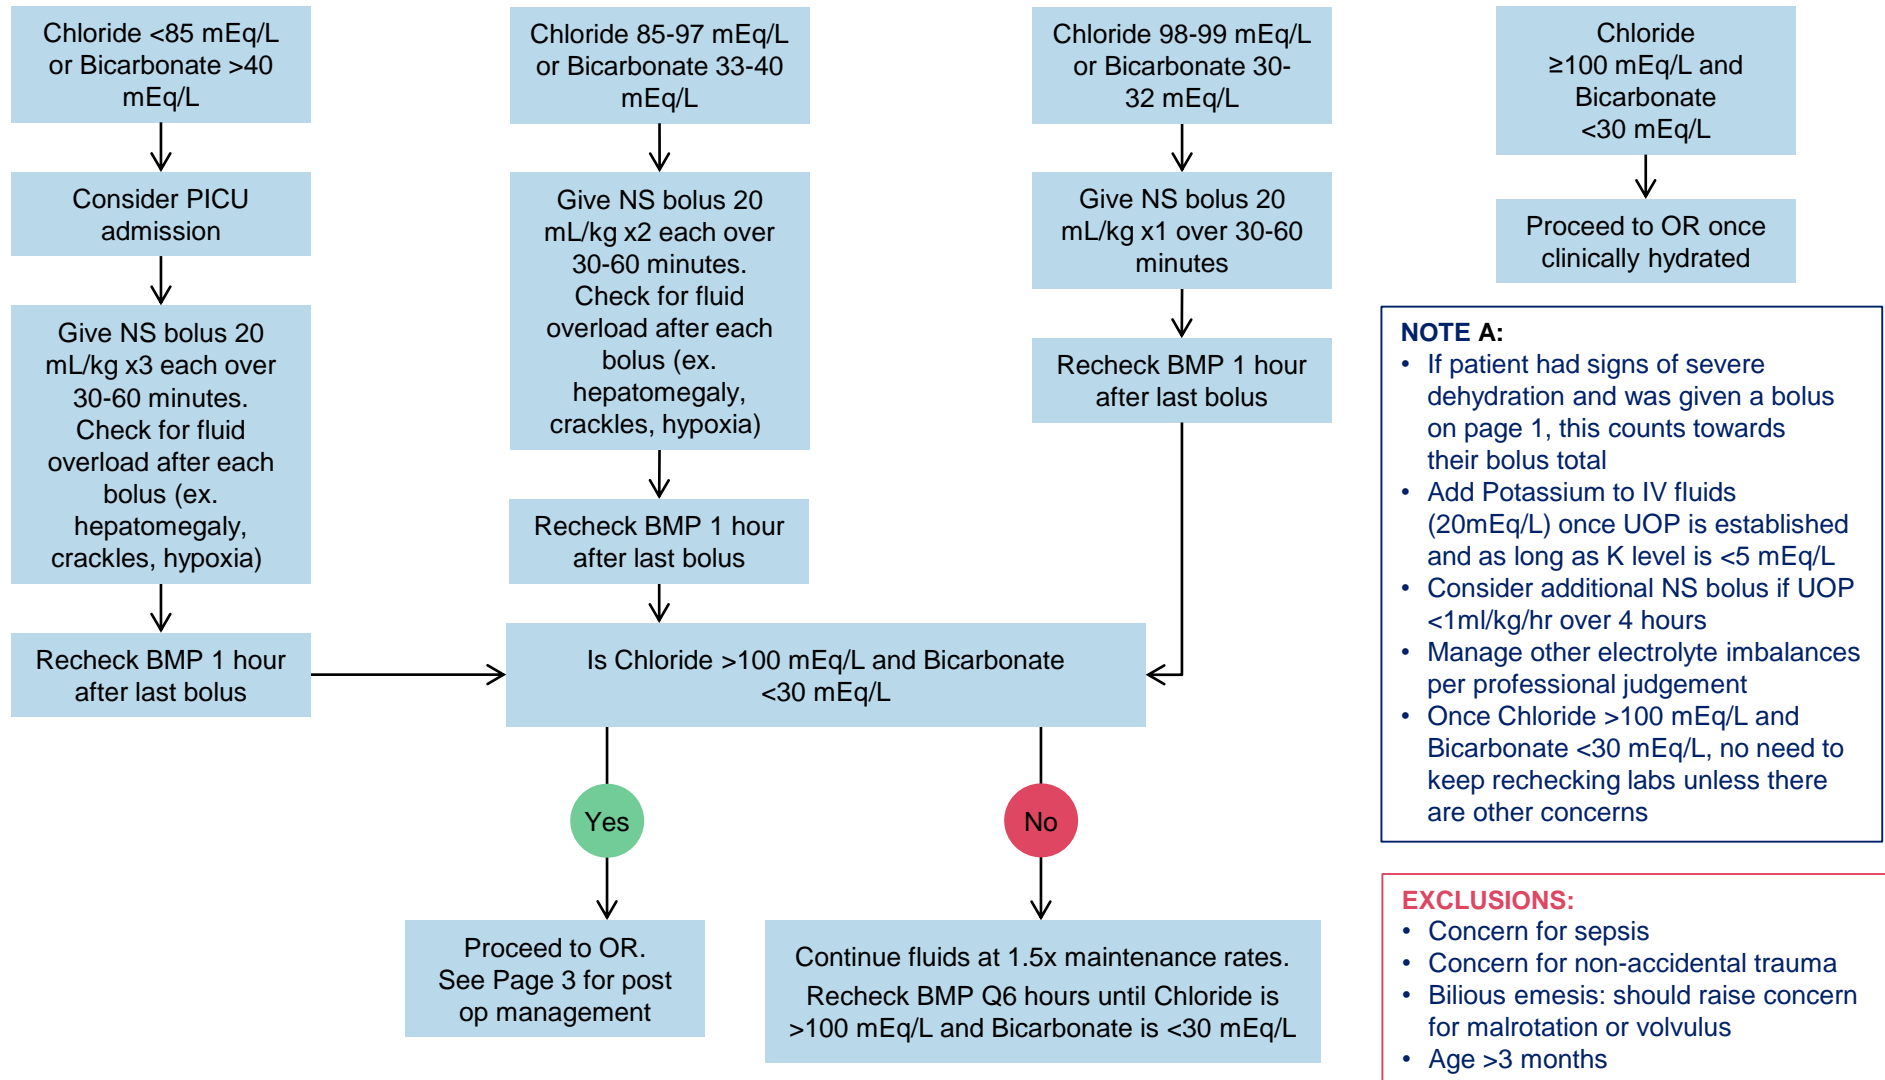 Chloride <85 mEq/L
or Bicarbonate >40
mEq/L
Consider PICU
admission
Give NS bolus 20
mL/kg x3 each over
30-60 minutes.
Check for fluid
overload after each
bolus (ex.
hepatomegaly,
crackles, hypoxia)
Recheck BMP 1 hour
after last bolus
Chloride 85-97 mEq/L
or Bicarbonate 33-40
mEq/L
Give NS bolus 20
mL/kg x2 each over
30-60 minutes.
Check for fluid
overload after each
bolus (ex.
hepatomegaly,
crackles, hypoxia)
Recheck BMP 1 hour
after last bolus
Chloride 98-99 mEq/L
or Bicarbonate 30-
32 mEq/L
Give NS bolus 20
mL/kg x1 over 30-60
minutes
Recheck BMP 1 hour
after last bolus
Chloride
≥100 mEq/L and
Bicarbonate
<30 mEq/L
Proceed to OR once
clinically hydrated
Is Chloride >100 mEq/L and Bicarbonate
<30 mEq/L
Yes
No
Proceed to OR.
See Page 3 for post
op management
Continue fluids at 1.5x maintenance rates.
Recheck BMP Q6 hours until Chloride is
>100 mEq/L and Bicarbonate is <30 mEq/L
NOTE A:
• If patient had signs of severe
dehydration and was given a bolus
on page 1, this counts towards
their bolus total
• Add Potassium to IV fluids
(20mEq/L) once UOP is established
and as long as K level is <5 mEq/L
• Consider additional NS bolus if UOP
<1ml/kg/hr over 4 hours
• Manage other electrolyte imbalances
per professional judgement
• Once Chloride >100 mEq/L and
Bicarbonate <30 mEq/L, no need to
keep rechecking labs unless there
are other concerns
EXCLUSIONS:
• Concern for sepsis
• Concern for non-accidental trauma
• Bilious emesis: should raise concern
for malrotation or volvulus
• Age >3 months